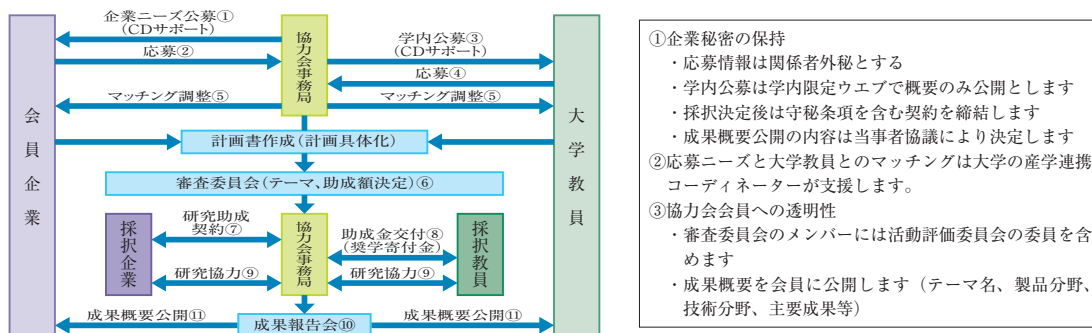 企業ニーズ公募①
(CDサポート)
応募②
マッチング調整⑤
協力会事務局
学内公募③
(CDサポート)
応募④
マッチング調整⑤
会員企業
大学教員
計画書作成(計画具体化)
審査委員会(テーマ、助成額決定)⑥
採択企業
研究助成
契約⑦
研究協力⑨
協力会事務局
助成金交付⑧
(奨学寄付金)
研究協力⑨
採択教員
成果概要公開⑪
成果報告会⑩
成果概要公開⑪
①企業秘密の保持
・応募情報は関係者外秘とする
・学内公募は学内限定ウエブで概要のみ公開とします
・採択決定後は守秘条項を含む契約を締結します
・成果概要公開の内容は当事者協議により決定します
②応募ニーズと大学教員とのマッチングは大学の産学連携
コーディネーターが支援します。
③協力会会員への透明性
・審査委員会のメンバーには活動評価委員会の委員を含
めます
・成果概要を会員に公開します（テーマ名、製品分野、
技術分野、主要成果等）